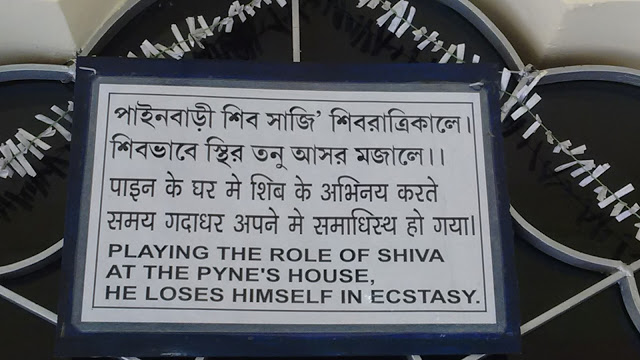 পাইনবাড়ী শিব সাজি’ শিবরাত্রিকালে।
শিবভাবে স্থির তনু আসর মজালে।।
पाइन के घर मे शिब के अभिनय करते
समय गदाधर अपने मे समाधिस्थ हो गया।
PLAYING THE ROLE OF SHIVA
AT THE PYNE'S HOUSE,
HE LOSES HIMSELF IN ECSTASY.